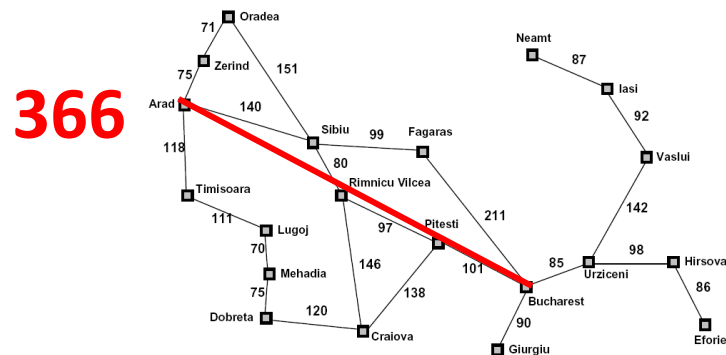 366
Oradea
71
Neamt
87
Zerind
75
151
Iasi
Arad
140
92
Sibiu
99
Fagaras
118
80
Vaslui
Timisoara
Rimnicu Vilcea
111
Lugoj
97
Pitesti
211
142
70
98
Hirsova
146
101
85
Urziceni
Mehadia
75
138
86
Bucharest
120
Dobreta
90
Craiova
Eforie
Giurgiu